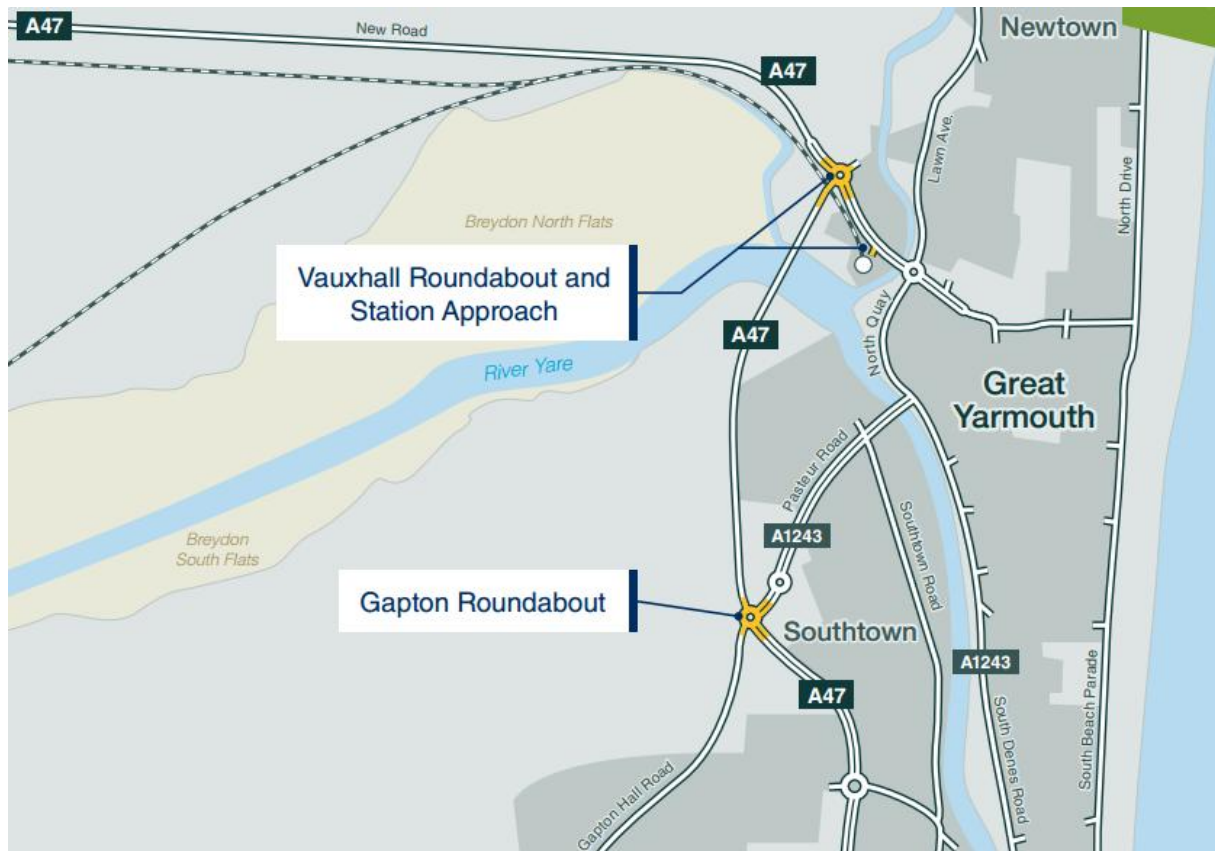 A47
New Road
Newtown
A47
Lawn Ave.
North Drive
Breydon North Flats
Vauxhall Roundabout and
Station Approach
A47
North Quay
River Yare
Great
Yarmouth
Pasteur Road
Southtown Road
A1243
Breydon
South Flats
Gapton Roundabout
Southtown
A1243
A47
South Beach Parade
South Denes Road
Gapton Hall Road